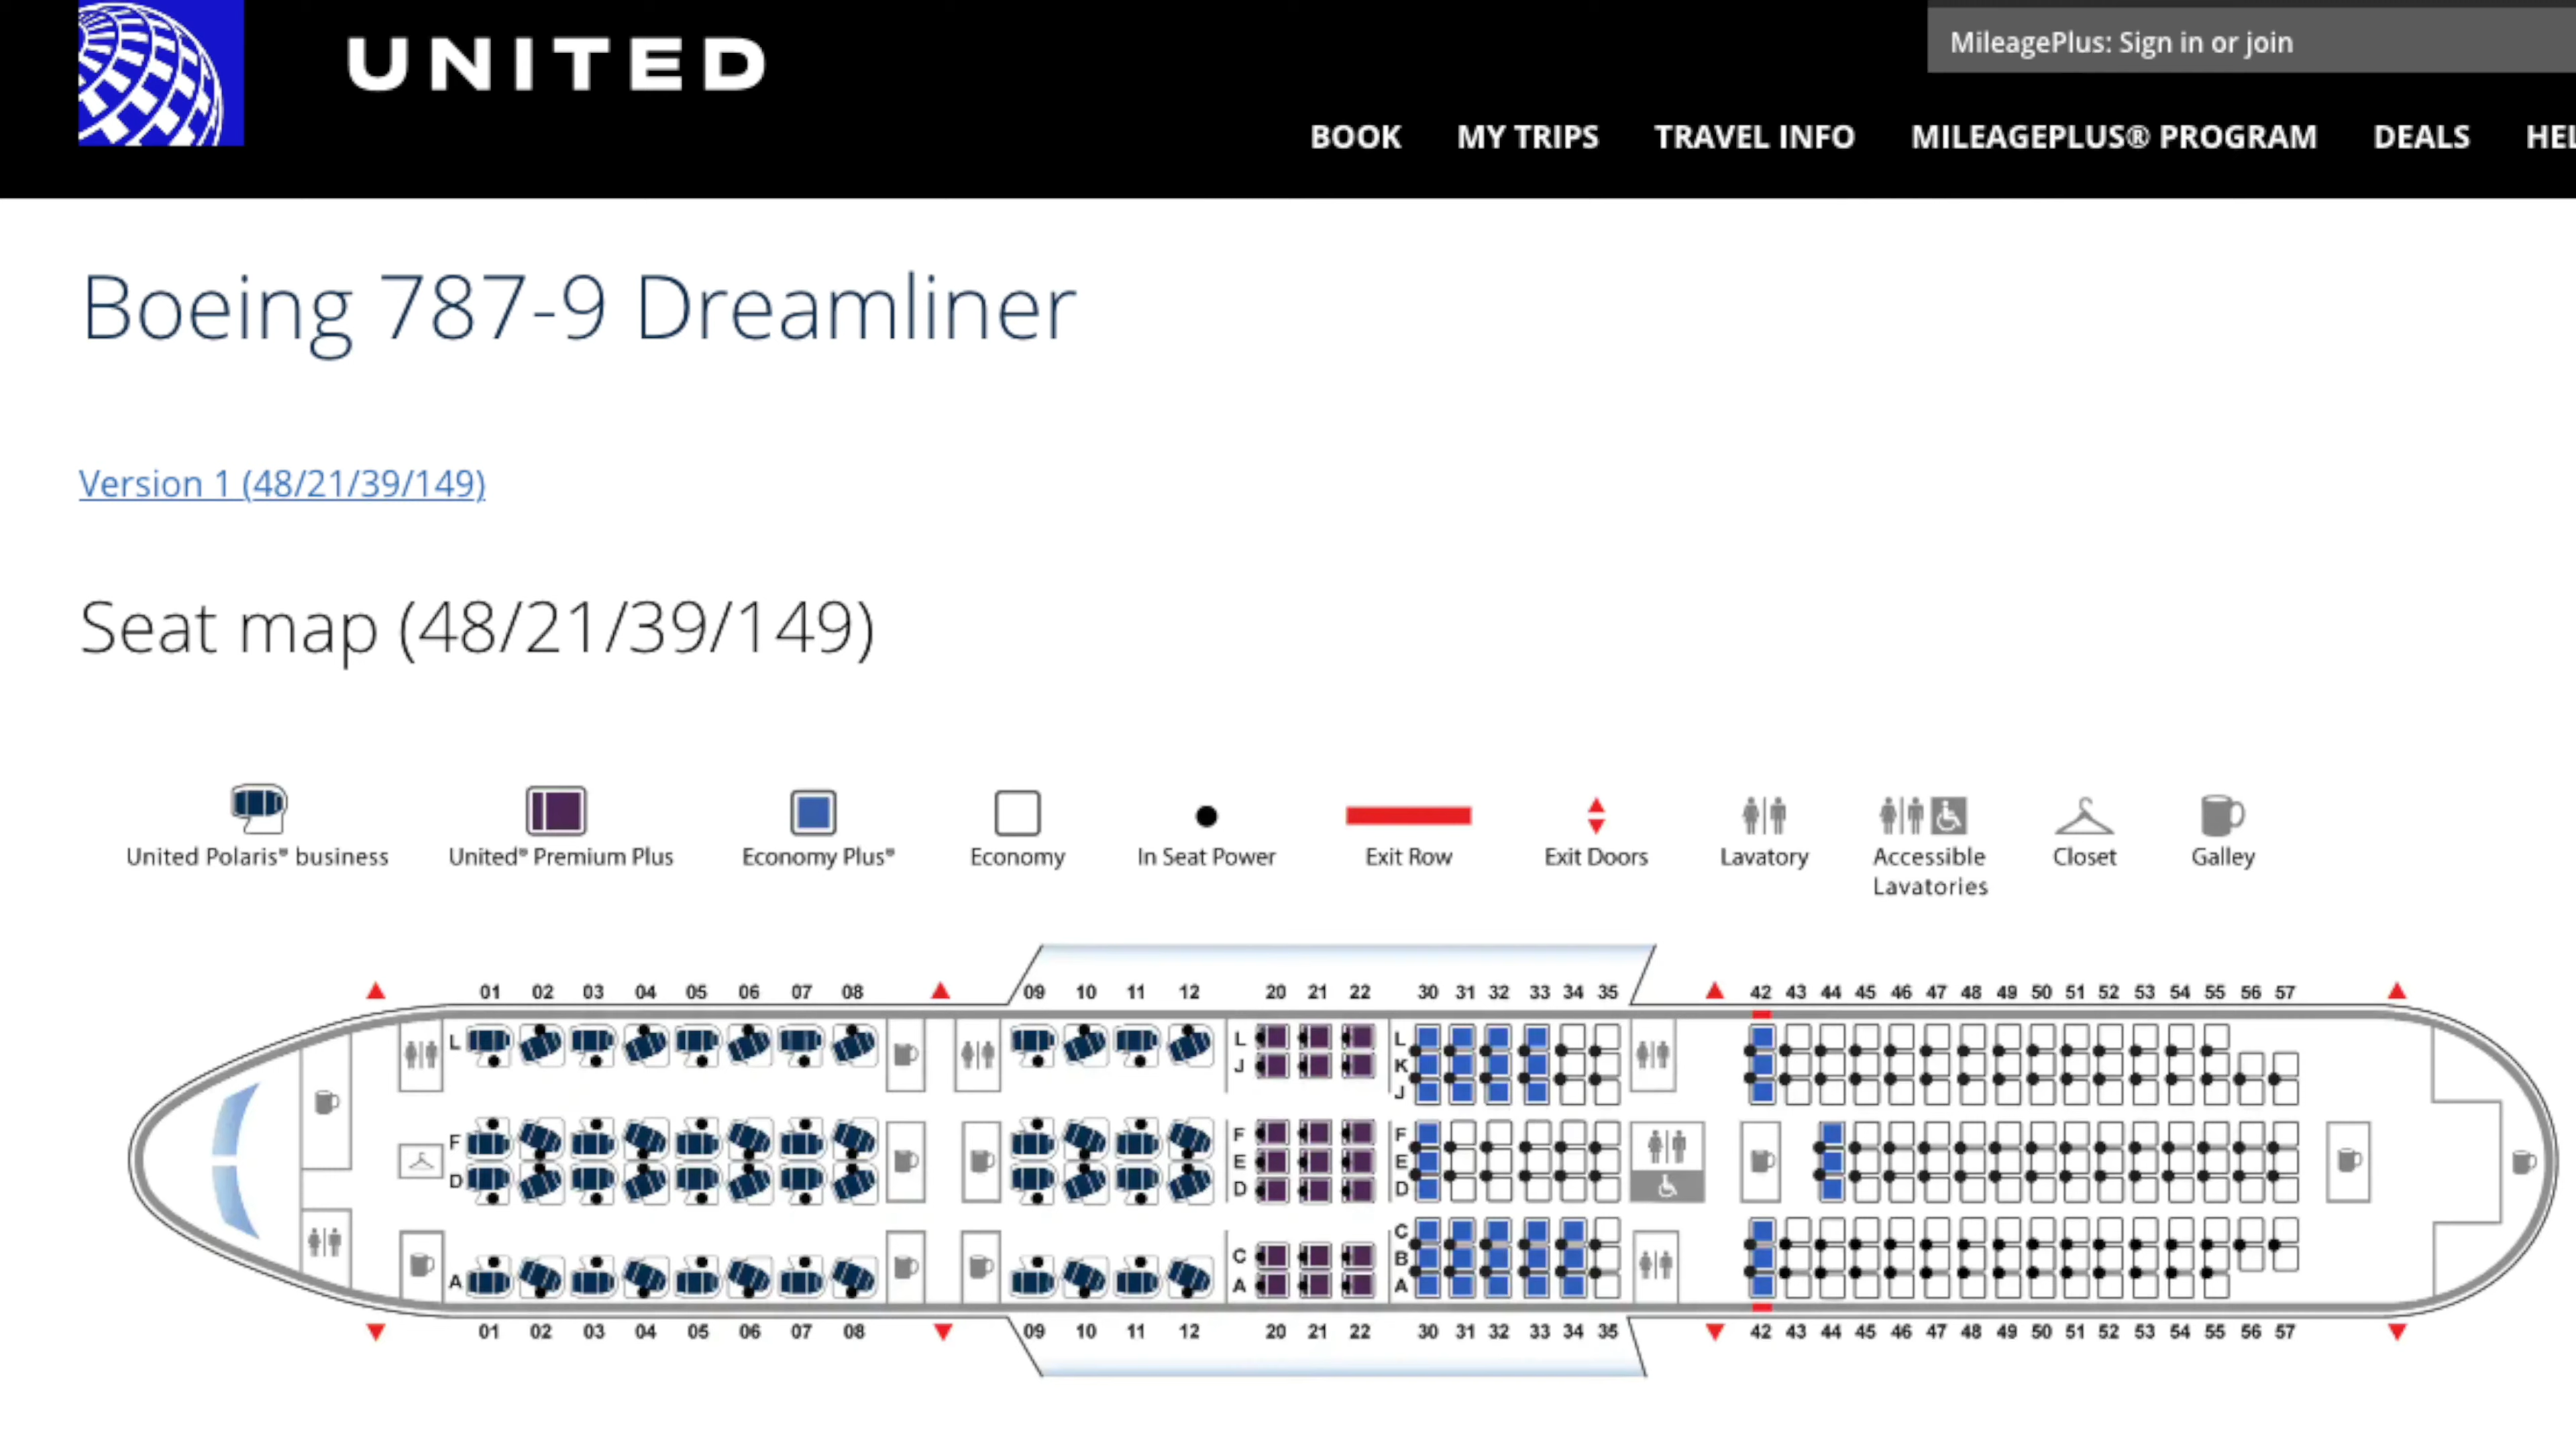 UNITED
MileagePlus: Sign in or join
BOOK MY TRIPS TRAVEL INFO MILEAGEPLUS® PROGRAM DEALS HEL
Boeing 787-9 Dreamliner
Version 1 (48/21/39/149)
Seat map (48/21/39/149)
United Polaris® business United® Premium Plus Economy Plus® Economy In Seat Power Exit Row Exit Doors Lavatory Accessible Closet Galley
Lavatories
01 02 03 04 05 06 07 08 09 10 11 12 20 21 22 30 31 32 33 34 35 42 43 44 45 46 47 48 49 50 51 52 53 54 55 56 57
L L L
J K
J
F F F
E E
D D D
C C
B
A A A
01 02 03 04 05 06 07 08 09 10 11 12 20 21 22 30 31 32 33 34 35 42 43 44 45 46 47 48 49 50 51 52 53 54 55 56 57